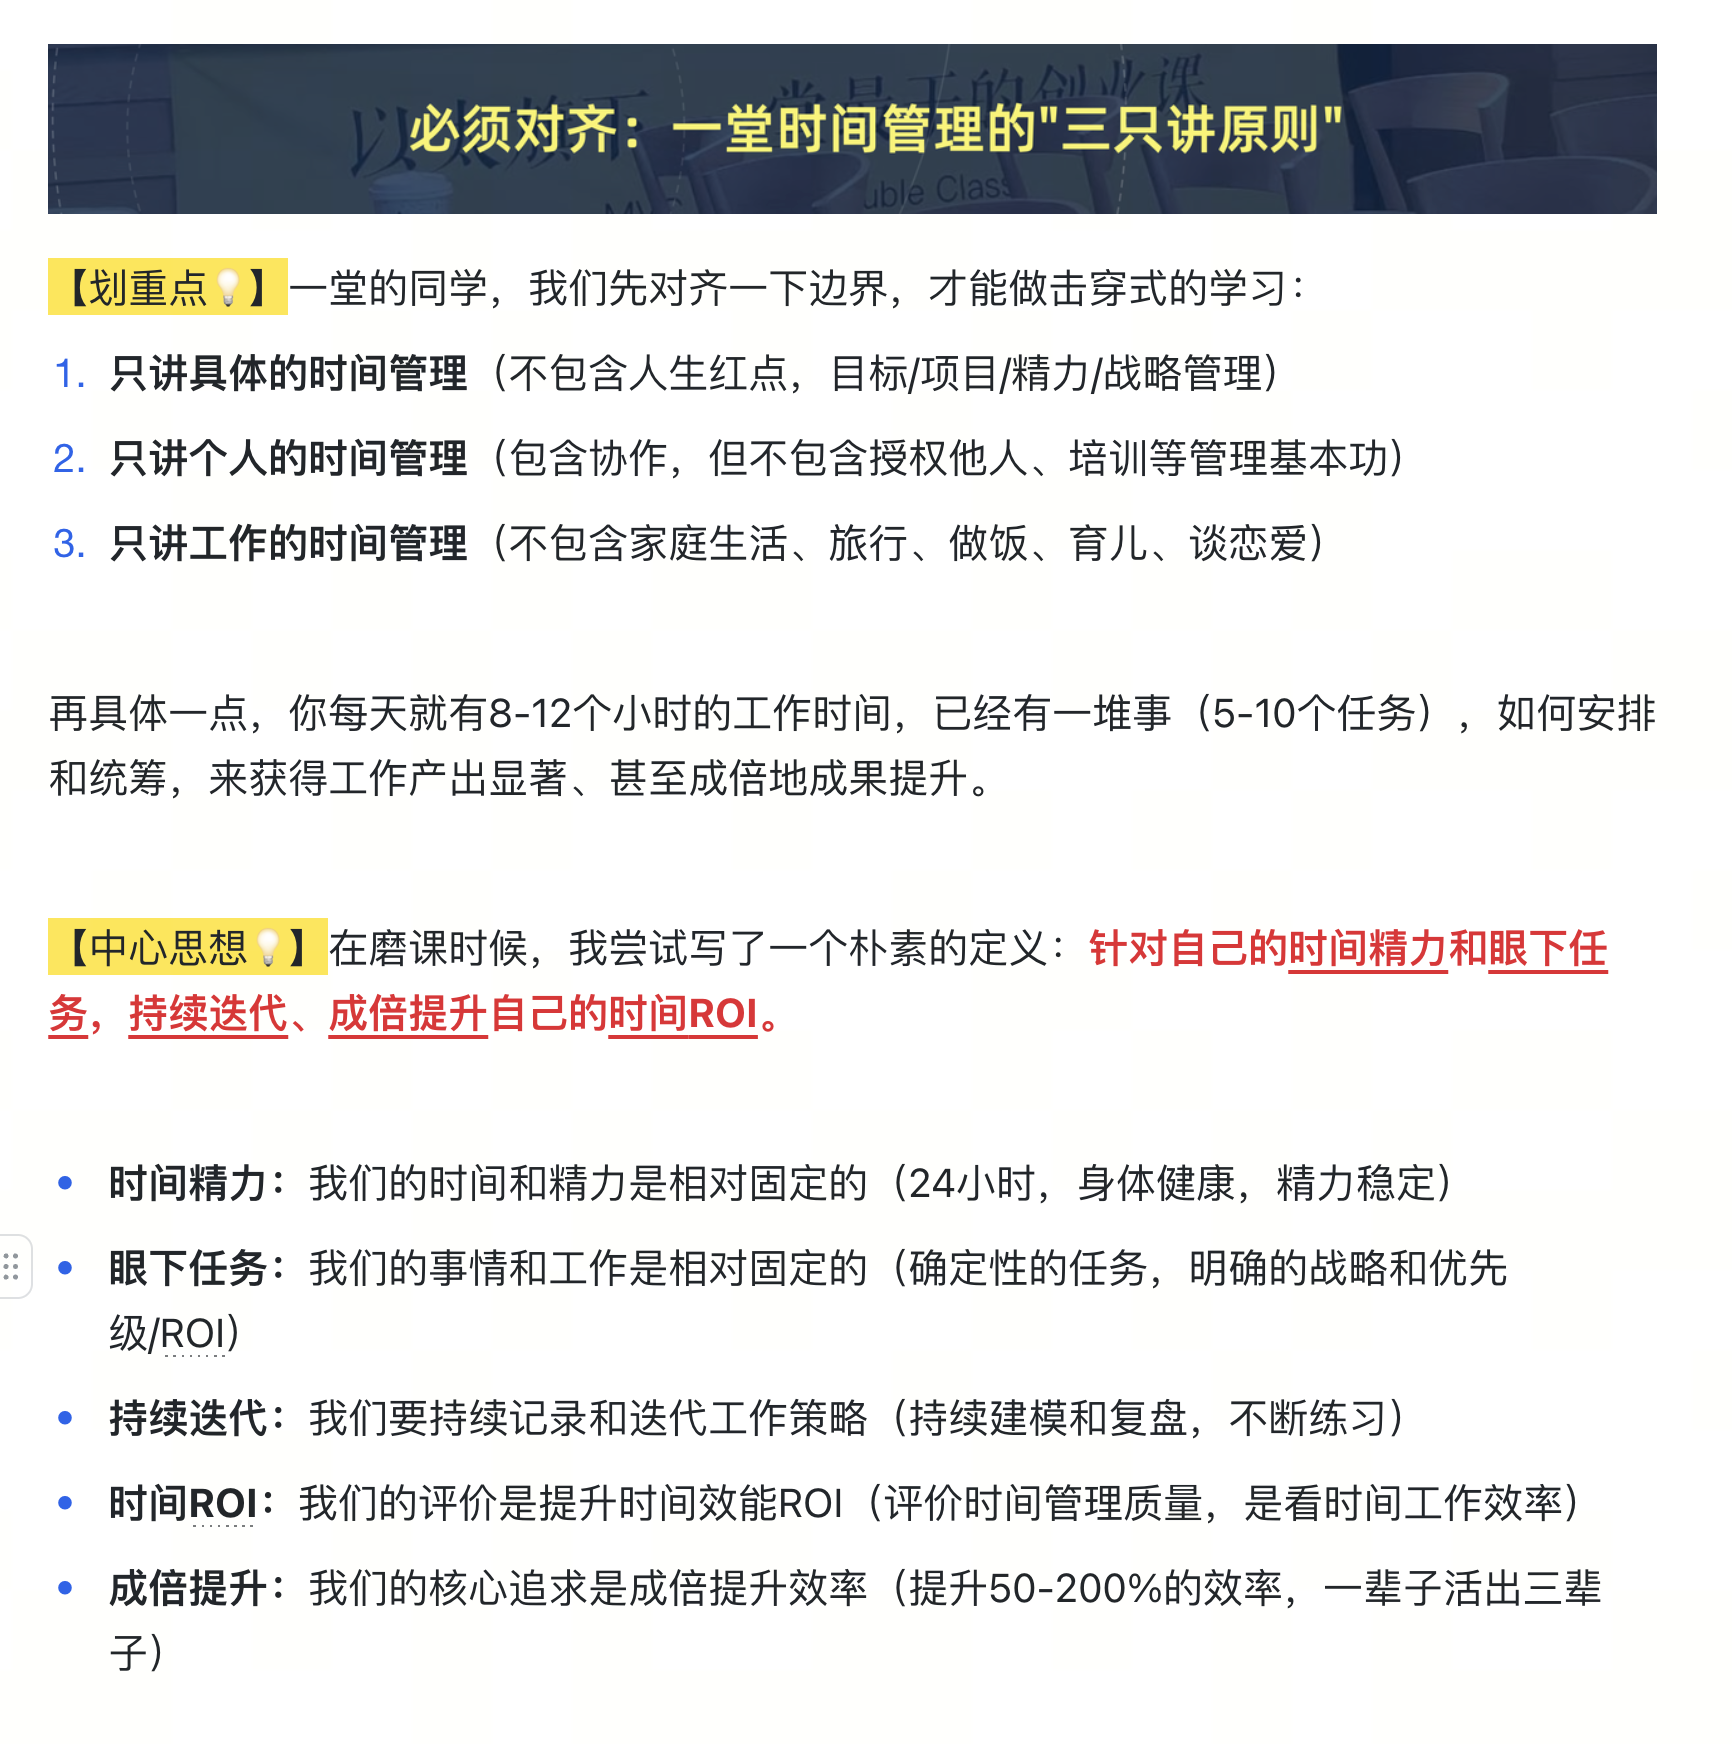 必须对齐：一堂时间管理的"三只讲原则"
uble Class
【划重点💡】一堂的同学，我们先对齐一下边界，才能做击穿式的学习：
1. 只讲具体的时间管理（不包含人生红点，目标/项目/精力/战略管理）
2. 只讲个人的时间管理（包含协作，但不包含授权他人、培训等管理基本功）
3. 只讲工作的时间管理（不包含家庭生活、旅行、做饭、育儿、谈恋爱）
再具体一点，你每天就有8-12个小时的工作时间，已经有一堆事（5-10个任务），如何安排
和统筹，来获得工作产出显著、甚至成倍地成果提升。
【中心思想💡】在磨课时候，我尝试写了一个朴素的定义：针对自己的时间精力和眼下任
务，持续迭代、成倍提升自己的时间ROI。
• 时间精力：我们的时间和精力是相对固定的（24小时，身体健康，精力稳定）
• 眼下任务：我们的事情和工作是相对固定的（确定性的任务，明确的战略和优先
级/ROI）
• 持续迭代：我们要持续记录和迭代工作策略（持续建模和复盘，不断练习）
• 时间ROI：我们的评价是提升时间效能ROI（评价时间管理质量，是看时间工作效率）
• 成倍提升：我们的核心追求是成倍提升效率（提升50-200%的效率，一辈子活出三辈
子）